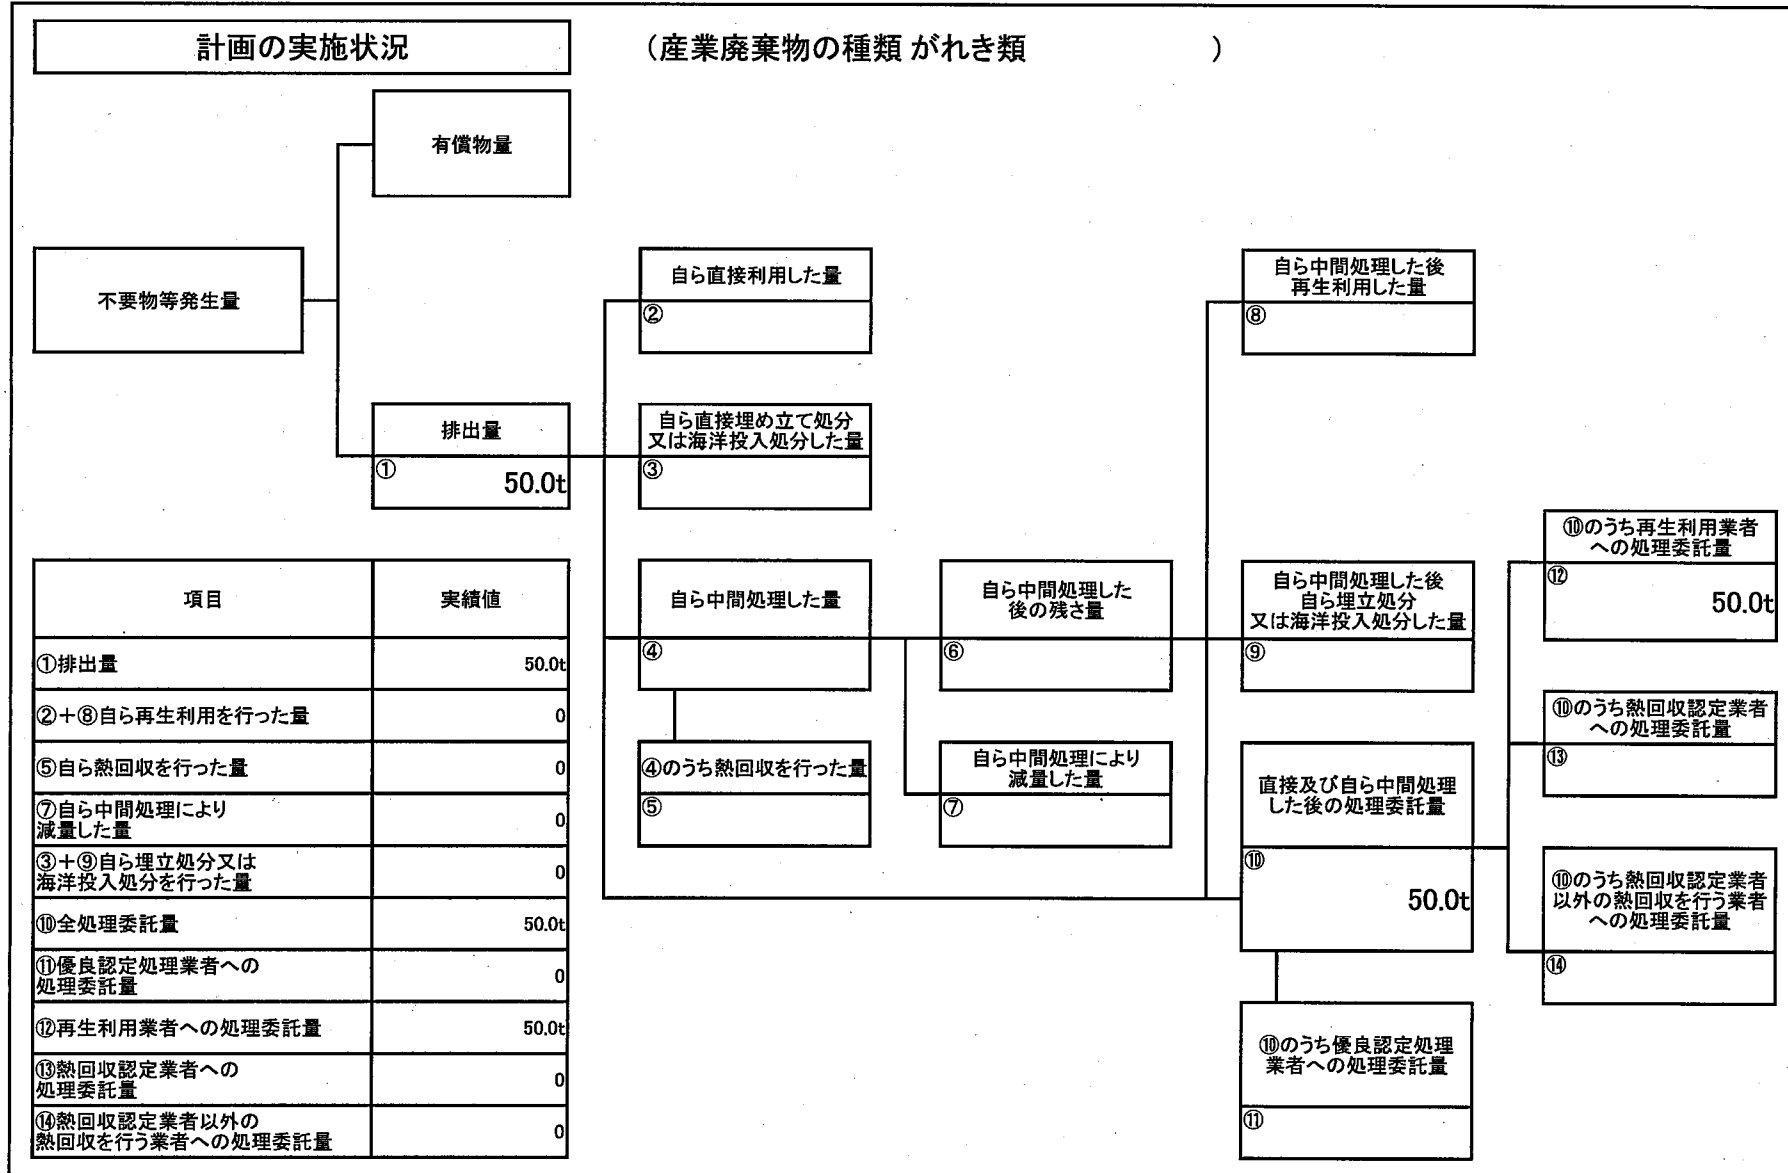 計画の実施状況
(産業廃棄物の種類 がれき類 )
有償物量
不要物等発生量
排出量
①
50.0t
自ら直接利用した量
②
自ら直接埋め立て処分
又は海洋投入処分した量
③
自ら中間処理した後
再生利用した量
⑧
自ら中間処理した量
④
④のうち熱回収を行った量
⑤
自ら中間処理した
後の残さ量
⑥
自ら中間処理により
減量した量
⑦
自ら中間処理した後
自ら埋立処分
又は海洋投入処分した量
⑨
直接及び自ら中間処理
した後の処理委託量
⑩
50.0t
⑩のうち優良認定処理
業者への処理委託量
⑪
⑩のうち再生利用業者
への処理委託量
⑫
50.0t
⑩のうち熱回収認定業者
への処理委託量
⑬
⑩のうち熱回収認定業者
以外の熱回収を行う業者
への処理委託量
⑭
項目 実績値
①排出量 50.0t
②+⑧自ら再生利用を行った量 0
⑤自ら熱回収を行った量 0
⑦自ら中間処理により
減量した量 0
③+⑨自ら埋立処分又は
海洋投入処分を行った量 0
⑩全処理委託量 50.0t
⑪優良認定処理業者への
処理委託量 0
⑫再生利用業者への処理委託量 50.0t
⑬熱回収認定業者への
処理委託量 0
⑭熱回収認定業者以外の
熱回収を行う業者への処理委託量 0